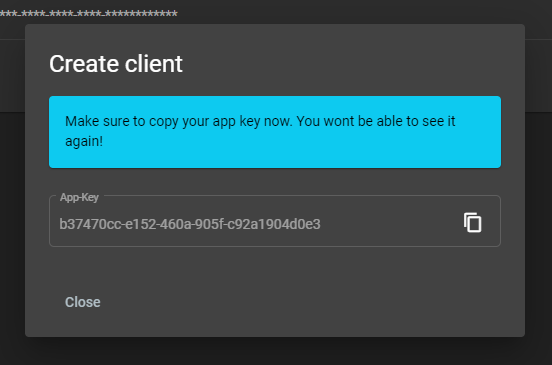 ***-****-****-****-************
Create client
Make sure to copy your app key now. You wont be able to see it
again!
App-Key
b37470cc-e152-460a-905f-c92a1904d0e3
Close